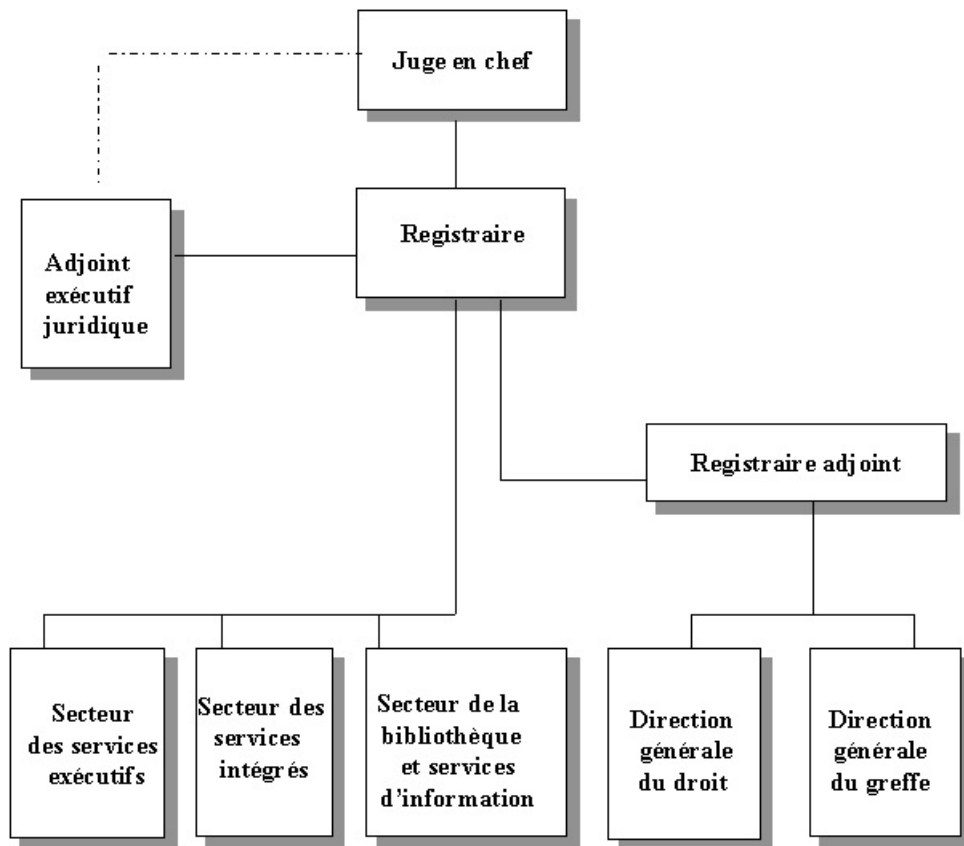 Juge en chef
Registraire
Adjoint
exécutif
juridique
Registraire adjoint
Secteur
des services
exécutifs
Secteur des
services
intégrés
Secteur de la
bibliothèque
et services
d'information
Direction
générale
du droit
Direction
générale
du greffe